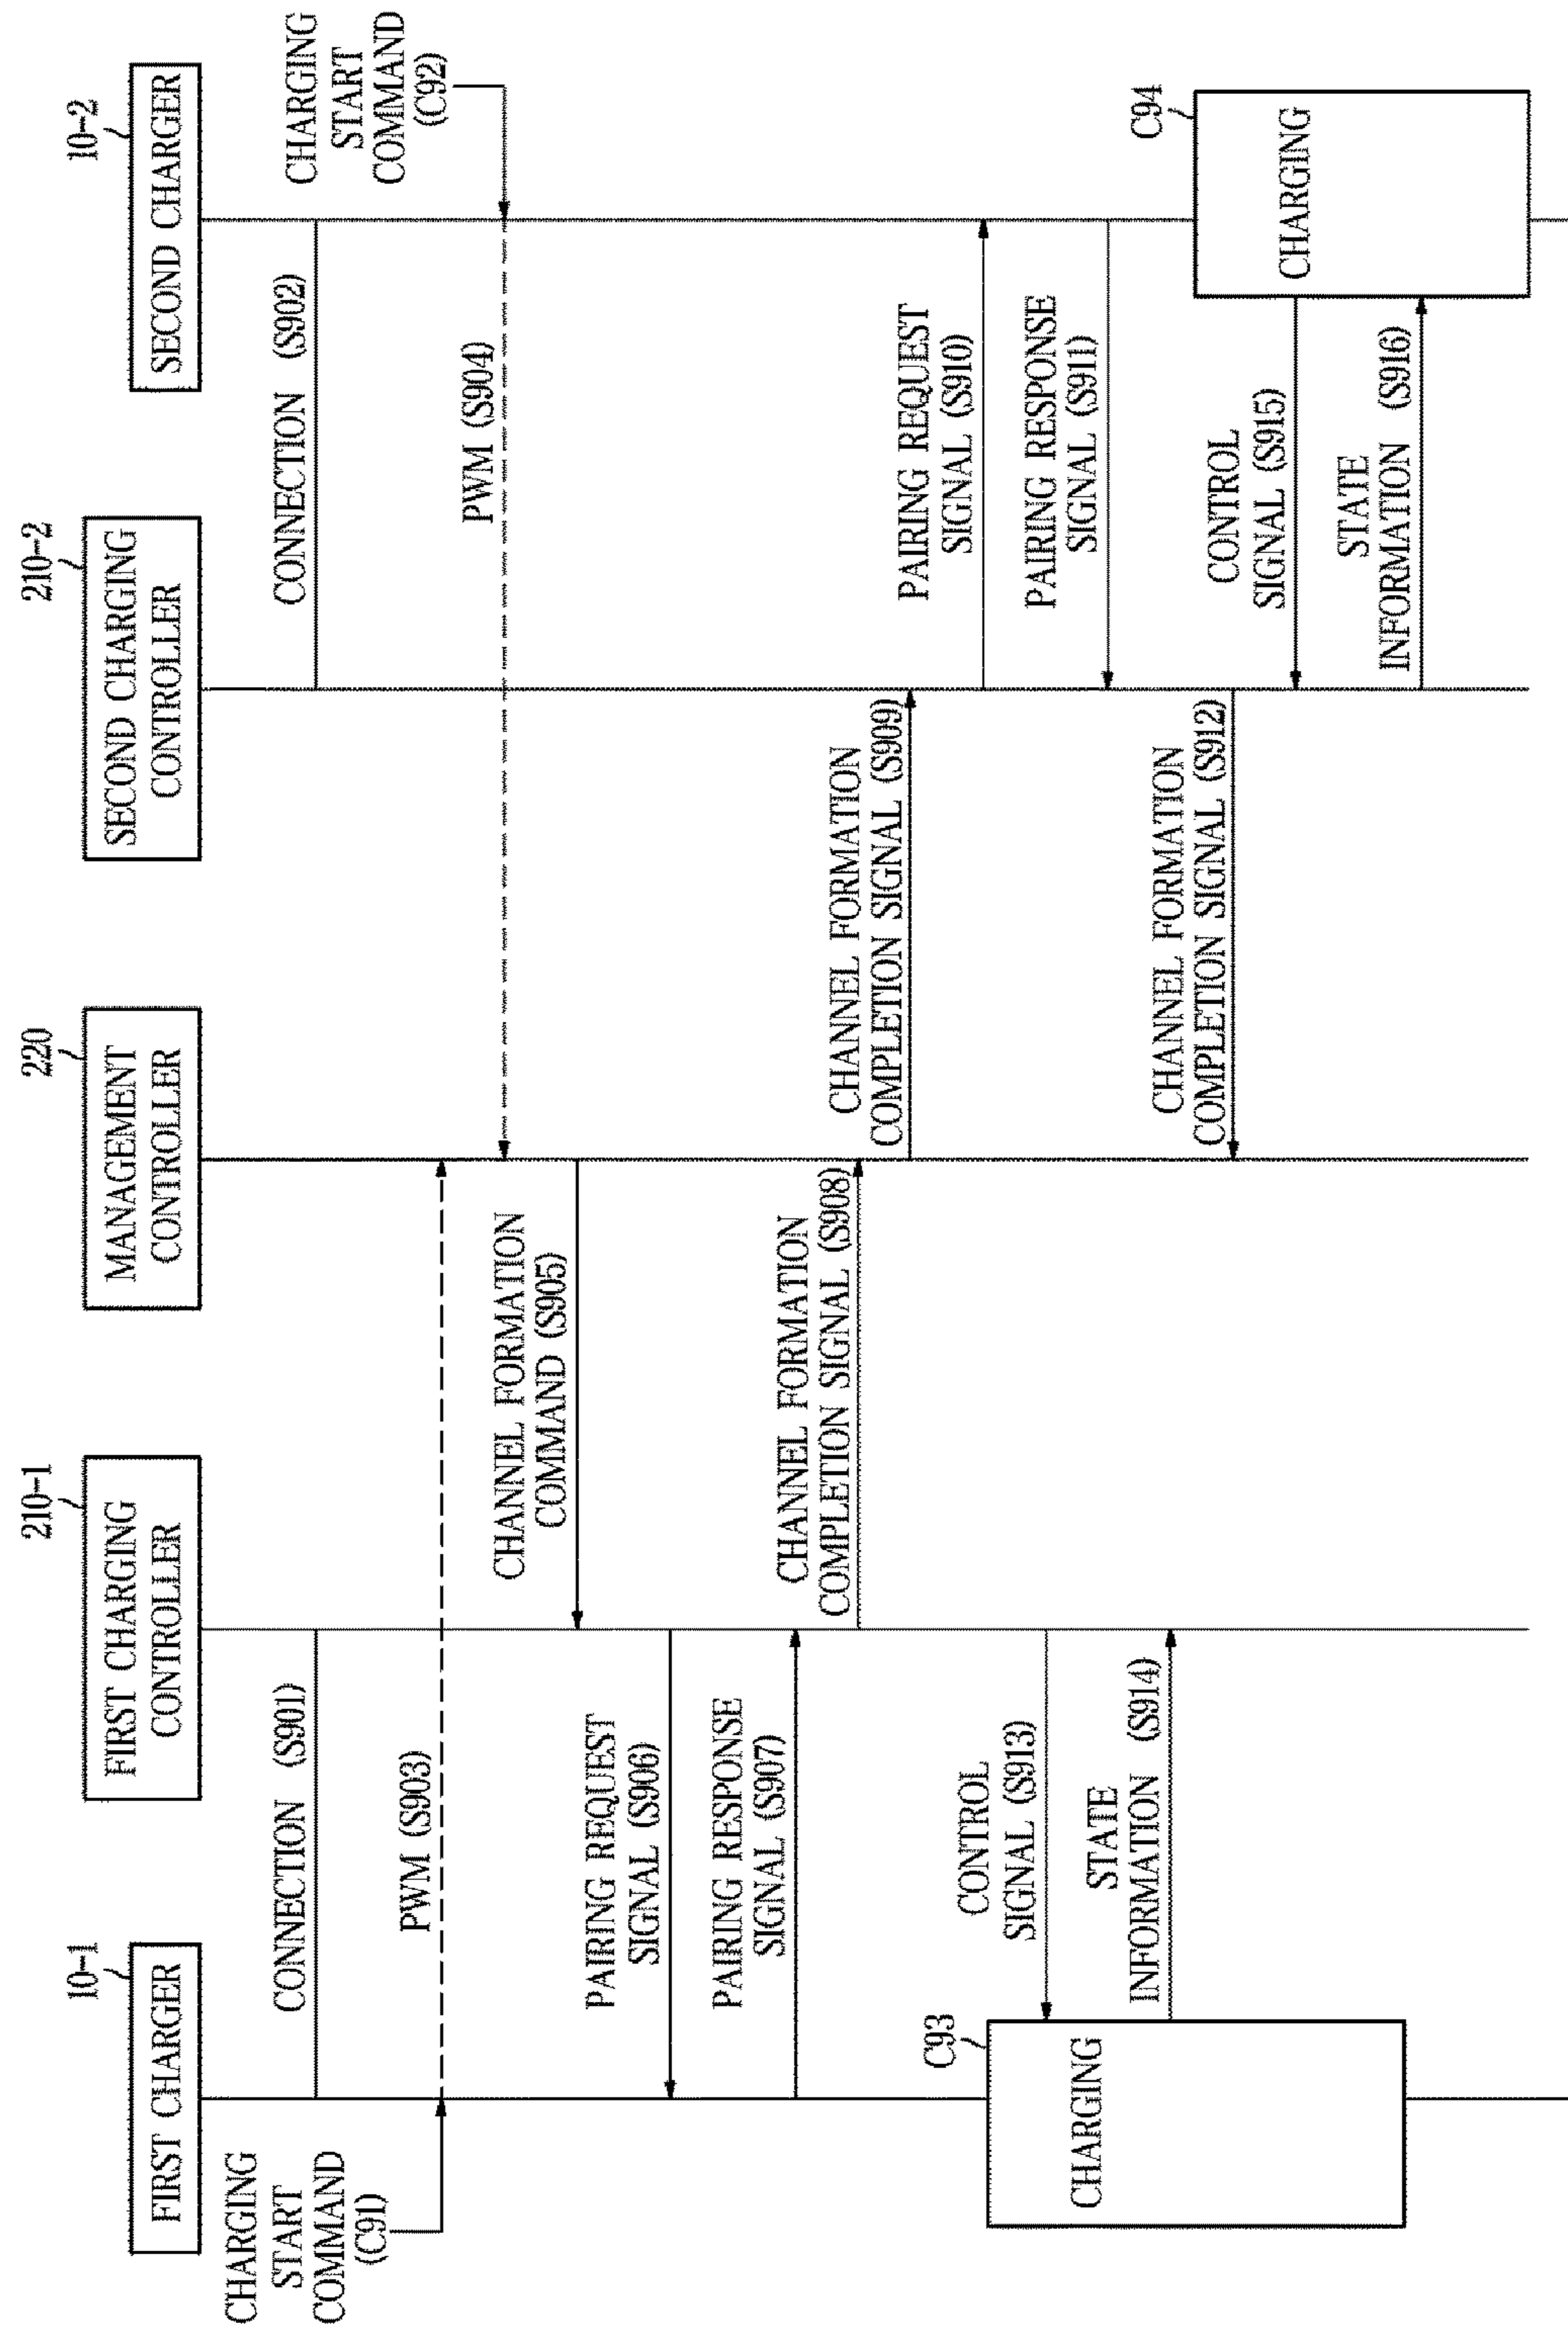 10-1
FIRST CHARGER
210-1
FIRST CHARGING
CONTROLLER
220
MANAGEMENT
CONTROLLER
210-2
SECOND CHARGING
CONTROLLER
10-2
SECOND CHARGER
CHARGING
START
COMMAND
(C91)
CONNECTION (S901)
CONNECTION (S902)
CHARGING
START
COMMAND
(C92)
PWM (S903)
PWM (S904)
CHANNEL FORMATION
COMMAND (S905)
PAIRING REQUEST
SIGNAL (S906)
PAIRING RESPONSE
SIGNAL (S907)
CHANNEL FORMATION
COMPLETION SIGNAL (S908)
CHANNEL FORMATION
COMPLETION SIGNAL (S909)
PAIRING REQUEST
SIGNAL (S910)
PAIRING RESPONSE
SIGNAL (S911)
CHANNEL FORMATION
COMPLETION SIGNAL (S912)
C93
CHARGING
CONTROL
SIGNAL (S913)
STATE
INFORMATION (S914)
C94
CHARGING
CONTROL
SIGNAL (S915)
STATE
INFORMATION (S916)